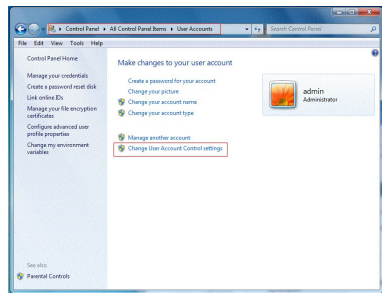 Control Panel ▸ All Control Panel Items ▸ User Accounts
Search Control Panel
File Edit View Tools Help
Control Panel Home
Manage your credentials
Create a password reset disk
Link online IDs
Manage your file encryption
certificates
Configure advanced user
profile properties
Change my environment
variables
See also
Parental Controls
Make changes to your user account
Create a password for your account
Change your picture
Change your account name
Change your account type
Manage another account
Change User Account Control settings
admin
Administrator